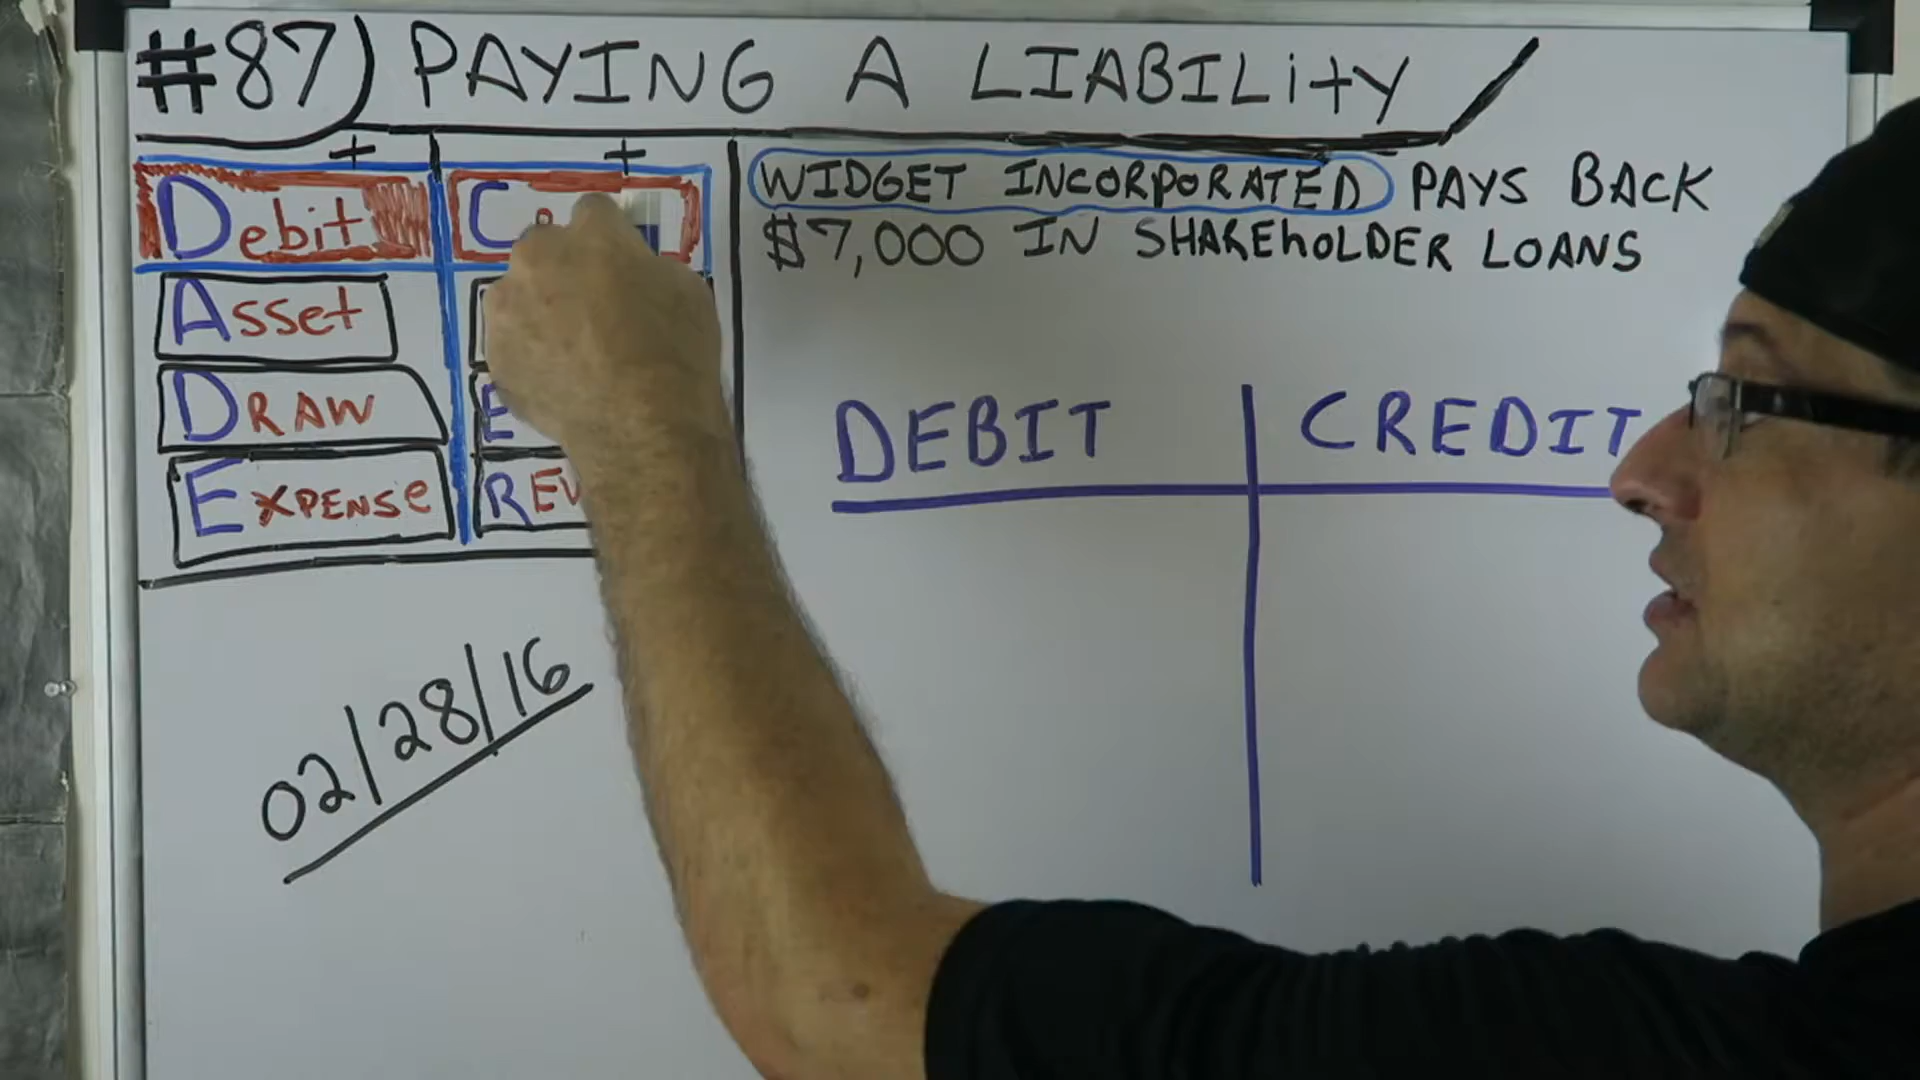 #87) PAYING A LIABILITY
+ +
Debit
Asset
DRAW
EXPENSE
WIDGET INCORPORATED PAYS BACK
$7,000 IN SHAREHOLDER LOANS
DEBIT CREDIT
02/28/16